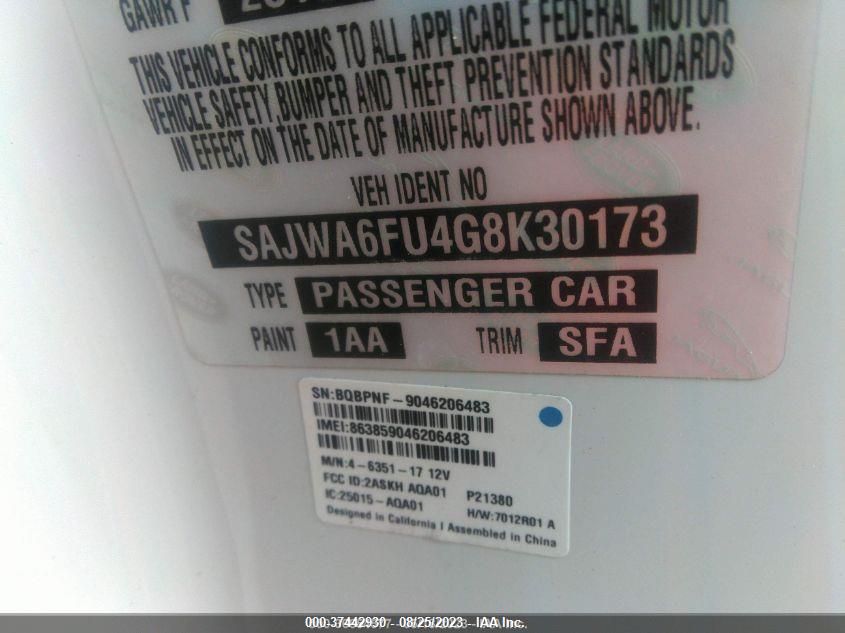 GAWR F
THIS VEHICLE CONFORMS TO ALL APPLICABLE FEDERAL MOTOR
VEHICLE SAFETY, BUMPER AND THEFT PREVENTION STANDARDS
IN EFFECT ON THE DATE OF MANUFACTURE SHOWN ABOVE.
VEH IDENT NO
SAJWA6FU4G8K30173
TYPE PASSENGER CAR
PAINT 1AA TRIM SFA
SN:BQBPNF-9046206483
IMEI:863859046206483
M/N:4-6351-17 12V
FCC ID:2ASKH AQA01 P21380
IC:25015-AQA01 H/W:7012R01 A
Designed in California | Assembled in China
000-37442930 - 08/25/2023 - IAA Inc.